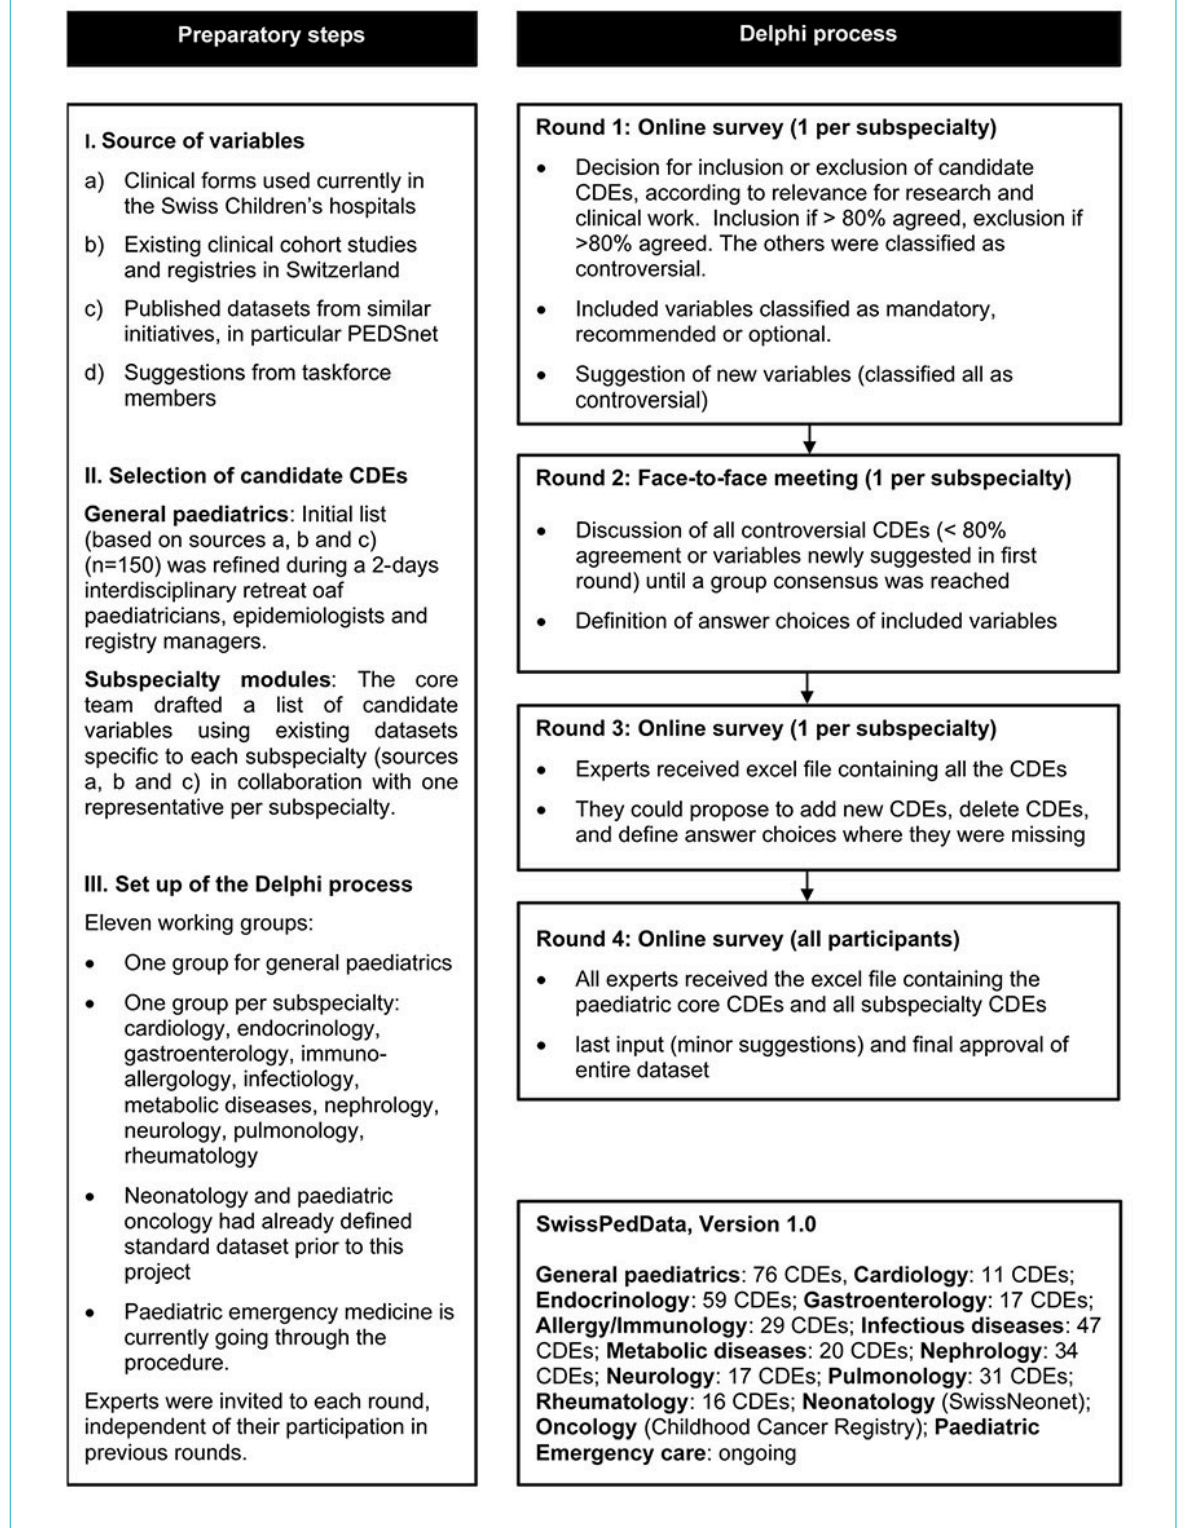 Preparatory steps
I. Source of variables
a) Clinical forms used currently in
the Swiss Children's hospitals
b) Existing clinical cohort studies
and registries in Switzerland
c) Published datasets from similar
initiatives, in particular PEDSnet
d) Suggestions from taskforce
members
II. Selection of candidate CDEs
General paediatrics: Initial list
(based on sources a, b and c)
(n=150) was refined during a 2-days
interdisciplinary retreat oaf
paediatricians, epidemiologists and
registry managers.
Subspecialty modules: The core
team drafted a list of candidate
variables using existing datasets
specific to each subspecialty (sources
a, b and c) in collaboration with one
representative per subspecialty.
III. Set up of the Delphi process
Eleven working groups:
• One group for general paediatrics
• One group per subspecialty:
cardiology, endocrinology,
gastroenterology, immuno-
allergology, infectiology,
metabolic diseases, nephrology,
neurology, pulmonology,
rheumatology
• Neonatology and paediatric
oncology had already defined
standard dataset prior to this
project
• Paediatric emergency medicine is
currently going through the
procedure.
Experts were invited to each round,
independent of their participation in
previous rounds.
Delphi process
Round 1: Online survey (1 per subspecialty)
• Decision for inclusion or exclusion of candidate
CDEs, according to relevance for research and
clinical work. Inclusion if > 80% agreed, exclusion if
>80% agreed. The others were classified as
controversial.
• Included variables classified as mandatory,
recommended or optional.
• Suggestion of new variables (classified all as
controversial)
Round 2: Face-to-face meeting (1 per subspecialty)
• Discussion of all controversial CDEs (< 80%
agreement or variables newly suggested in first
round) until a group consensus was reached
• Definition of answer choices of included variables
Round 3: Online survey (1 per subspecialty)
• Experts received excel file containing all the CDEs
• They could propose to add new CDEs, delete CDEs,
and define answer choices where they were missing
Round 4: Online survey (all participants)
• All experts received the excel file containing the
paediatric core CDEs and all subspecialty CDEs
• last input (minor suggestions) and final approval of
entire dataset
SwissPedData, Version 1.0
General paediatrics: 76 CDEs, Cardiology: 11 CDEs;
Endocrinology: 59 CDEs; Gastroenterology: 17 CDEs;
Allergy/Immunology: 29 CDEs; Infectious diseases: 47
CDEs; Metabolic diseases: 20 CDEs; Nephrology: 34
CDEs; Neurology: 17 CDEs; Pulmonology: 31 CDEs;
Rheumatology: 16 CDEs; Neonatology (SwissNeonet);
Oncology (Childhood Cancer Registry); Paediatric
Emergency care: ongoing